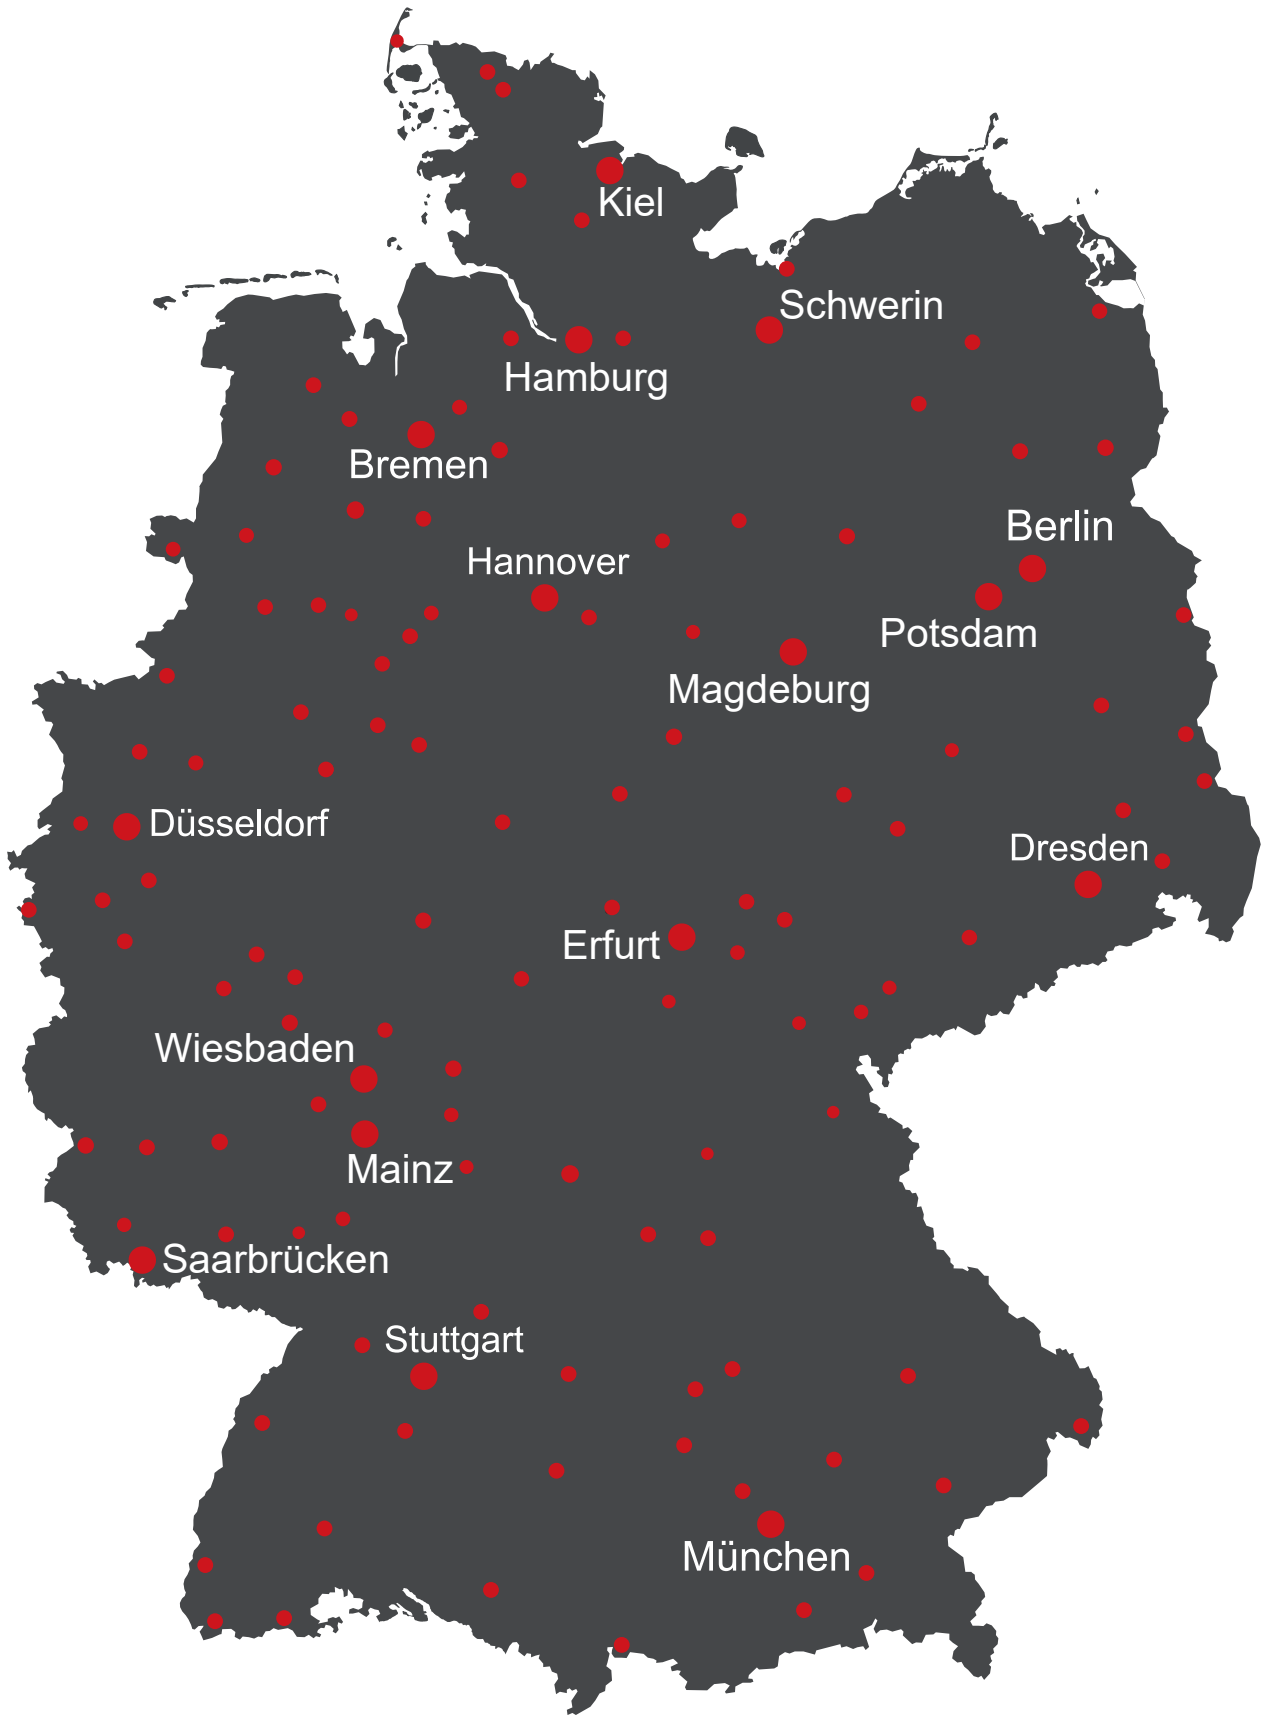 Kiel
Schwerin
Hamburg
Bremen
Berlin
Hannover
Potsdam
Magdeburg
Düsseldorf
Dresden
Erfurt
Wiesbaden
Mainz
Saarbrücken
Stuttgart
München